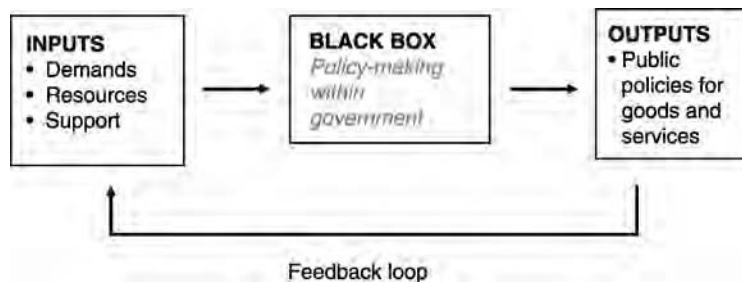 INPUTS
• Demands
• Resources
• Support
BLACK BOX
Policy-making
within
government
OUTPUTS
• Public
policies for
goods and
services
Feedback loop